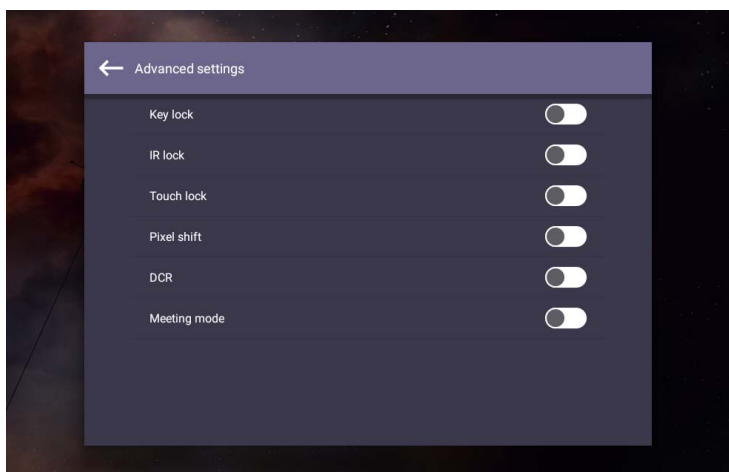 Advanced settings
Key lock
IR lock
Touch lock
Pixel shift
DCR
Meeting mode